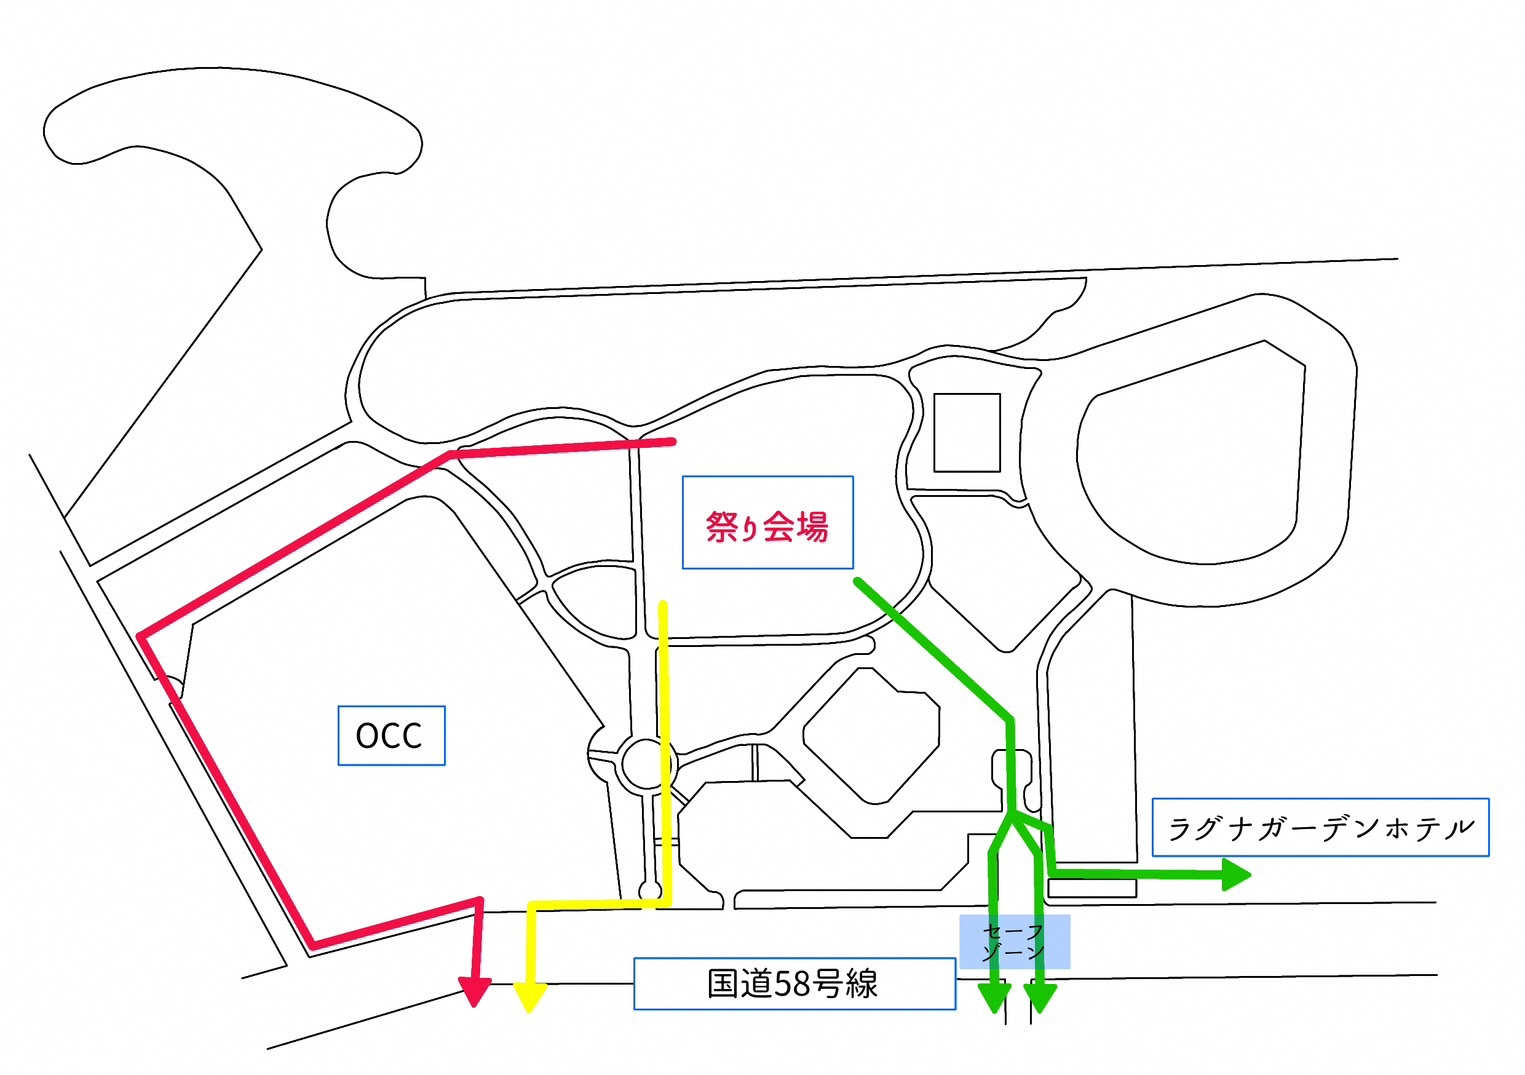 祭り会場
OCC
ラグナガーデンホテル
セーフ
ゾーン
国道58号線